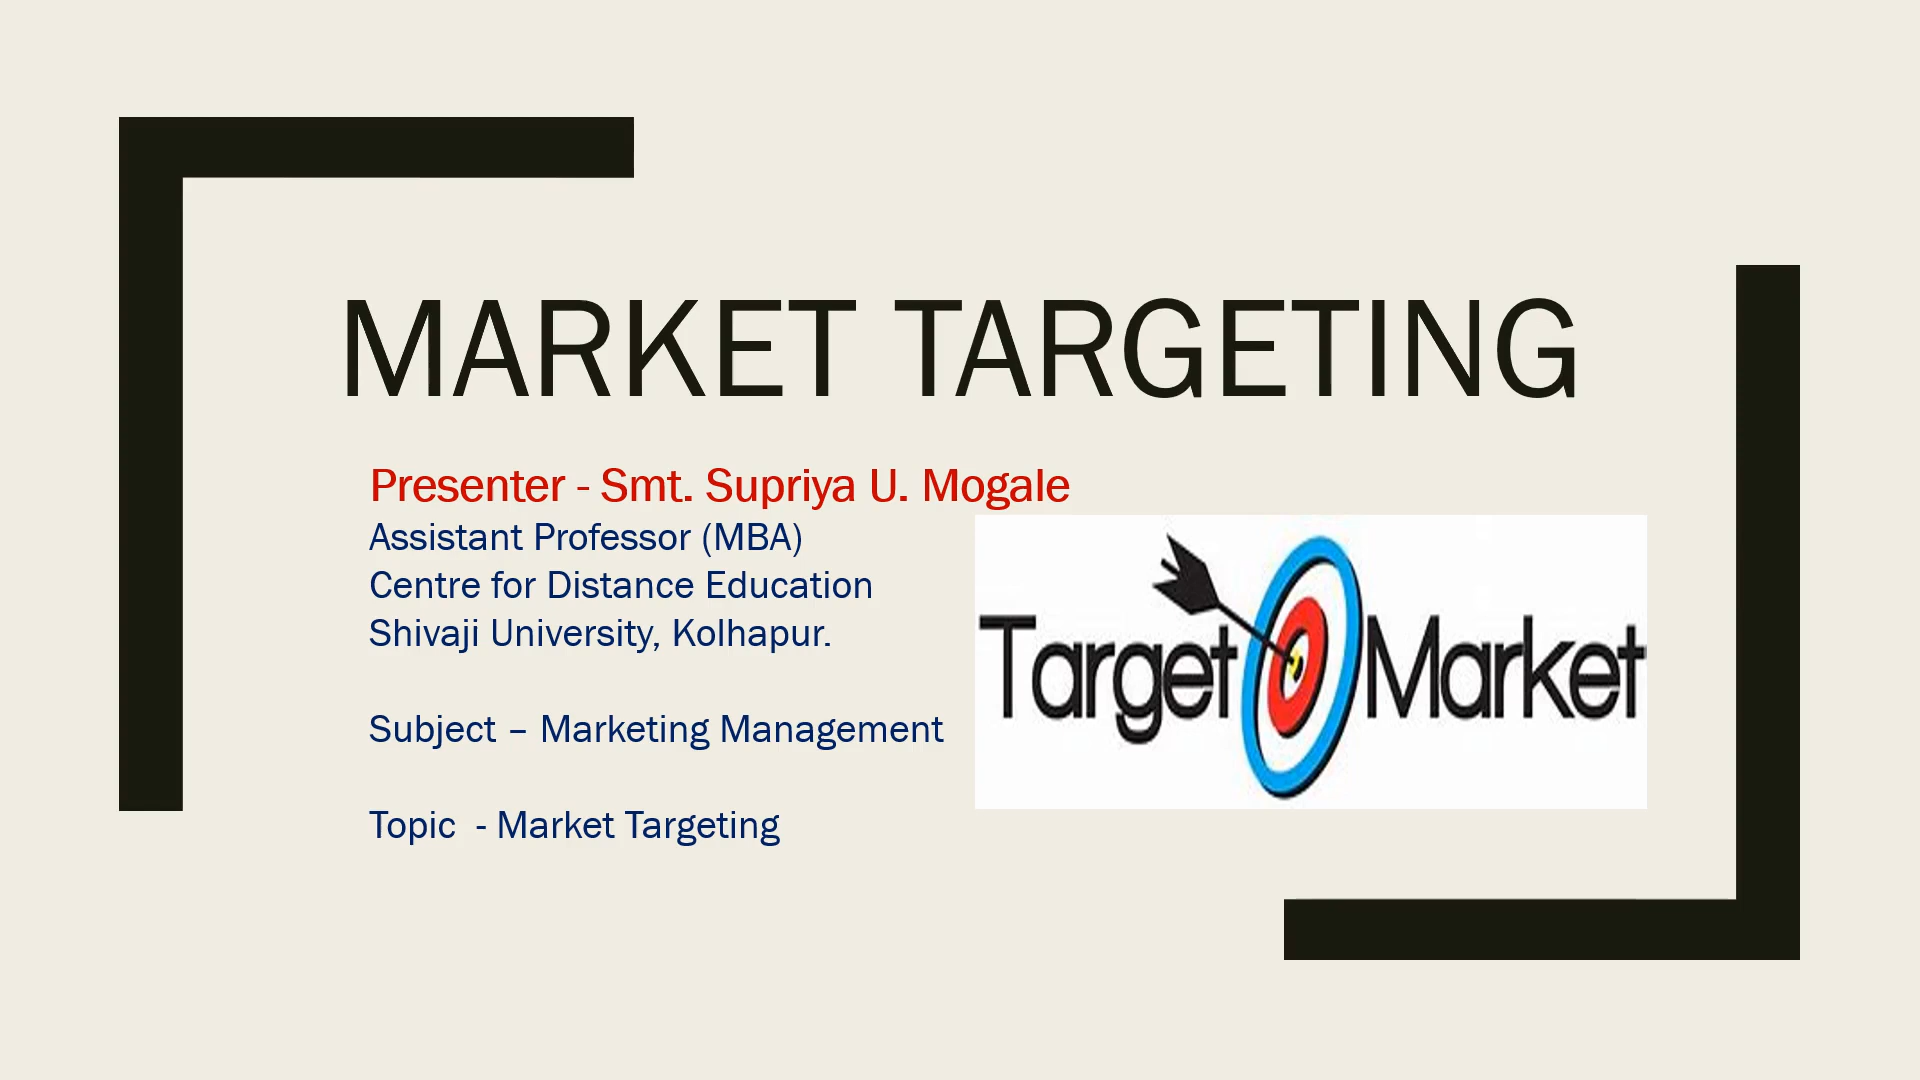 MARKET TARGETING
Presenter - Smt. Supriya U. Mogale
Assistant Professor (MBA)
Centre for Distance Education
Shivaji University, Kolhapur.
Subject – Marketing Management
Topic  - Market Targeting
Target Market